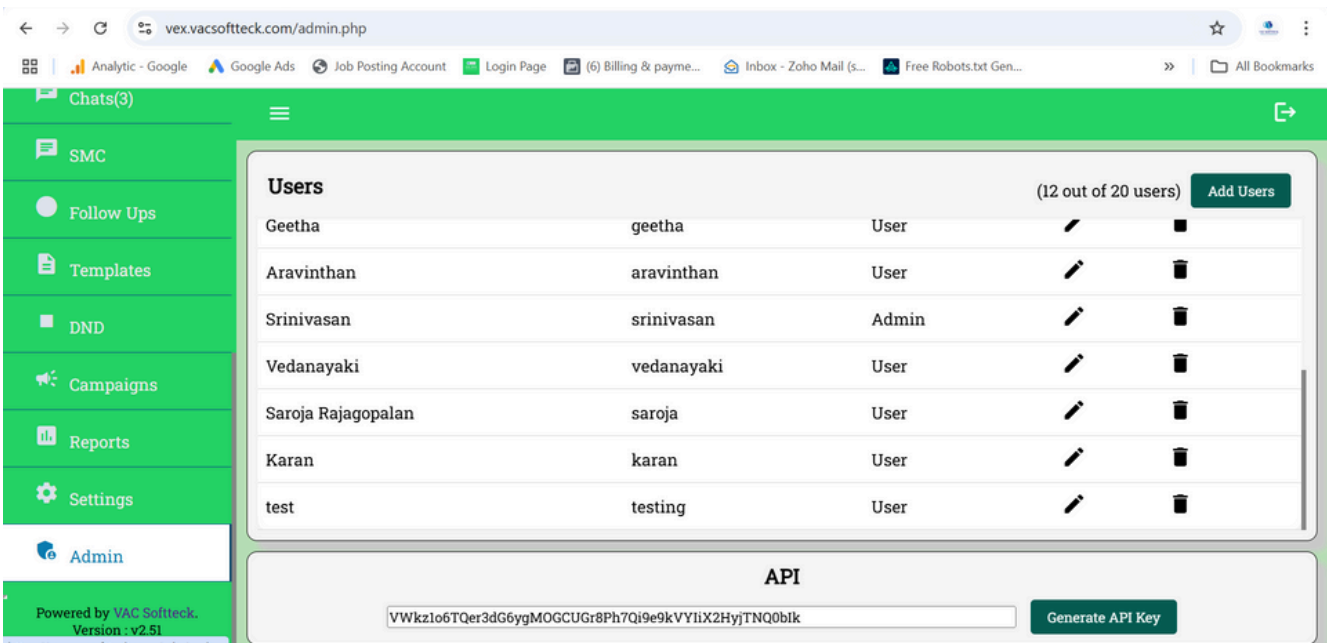 vex.vacsoftteck.com/admin.php
Analytic - Google Google Ads Job Posting Account Login Page (6) Billing & payme... Inbox - Zoho Mail (s... Free Robots.txt Gen... » All Bookmarks
Chats(3)
SMC
Follow Ups
Templates
DND
Campaigns
Reports
Settings
Admin
Powered by VAC Softteck.
Version : v2.51
Users (12 out of 20 users) Add Users
Geetha geetha User
Aravinthan aravinthan User
Srinivasan srinivasan Admin
Vedanayaki vedanayaki User
Saroja Rajagopalan saroja User
Karan karan User
test testing User
API
VWkz1o6TQer3dG6ygMOGCUGr8Ph7Qi9e9kVYIiX2HyjTNQ0bIk Generate API Key